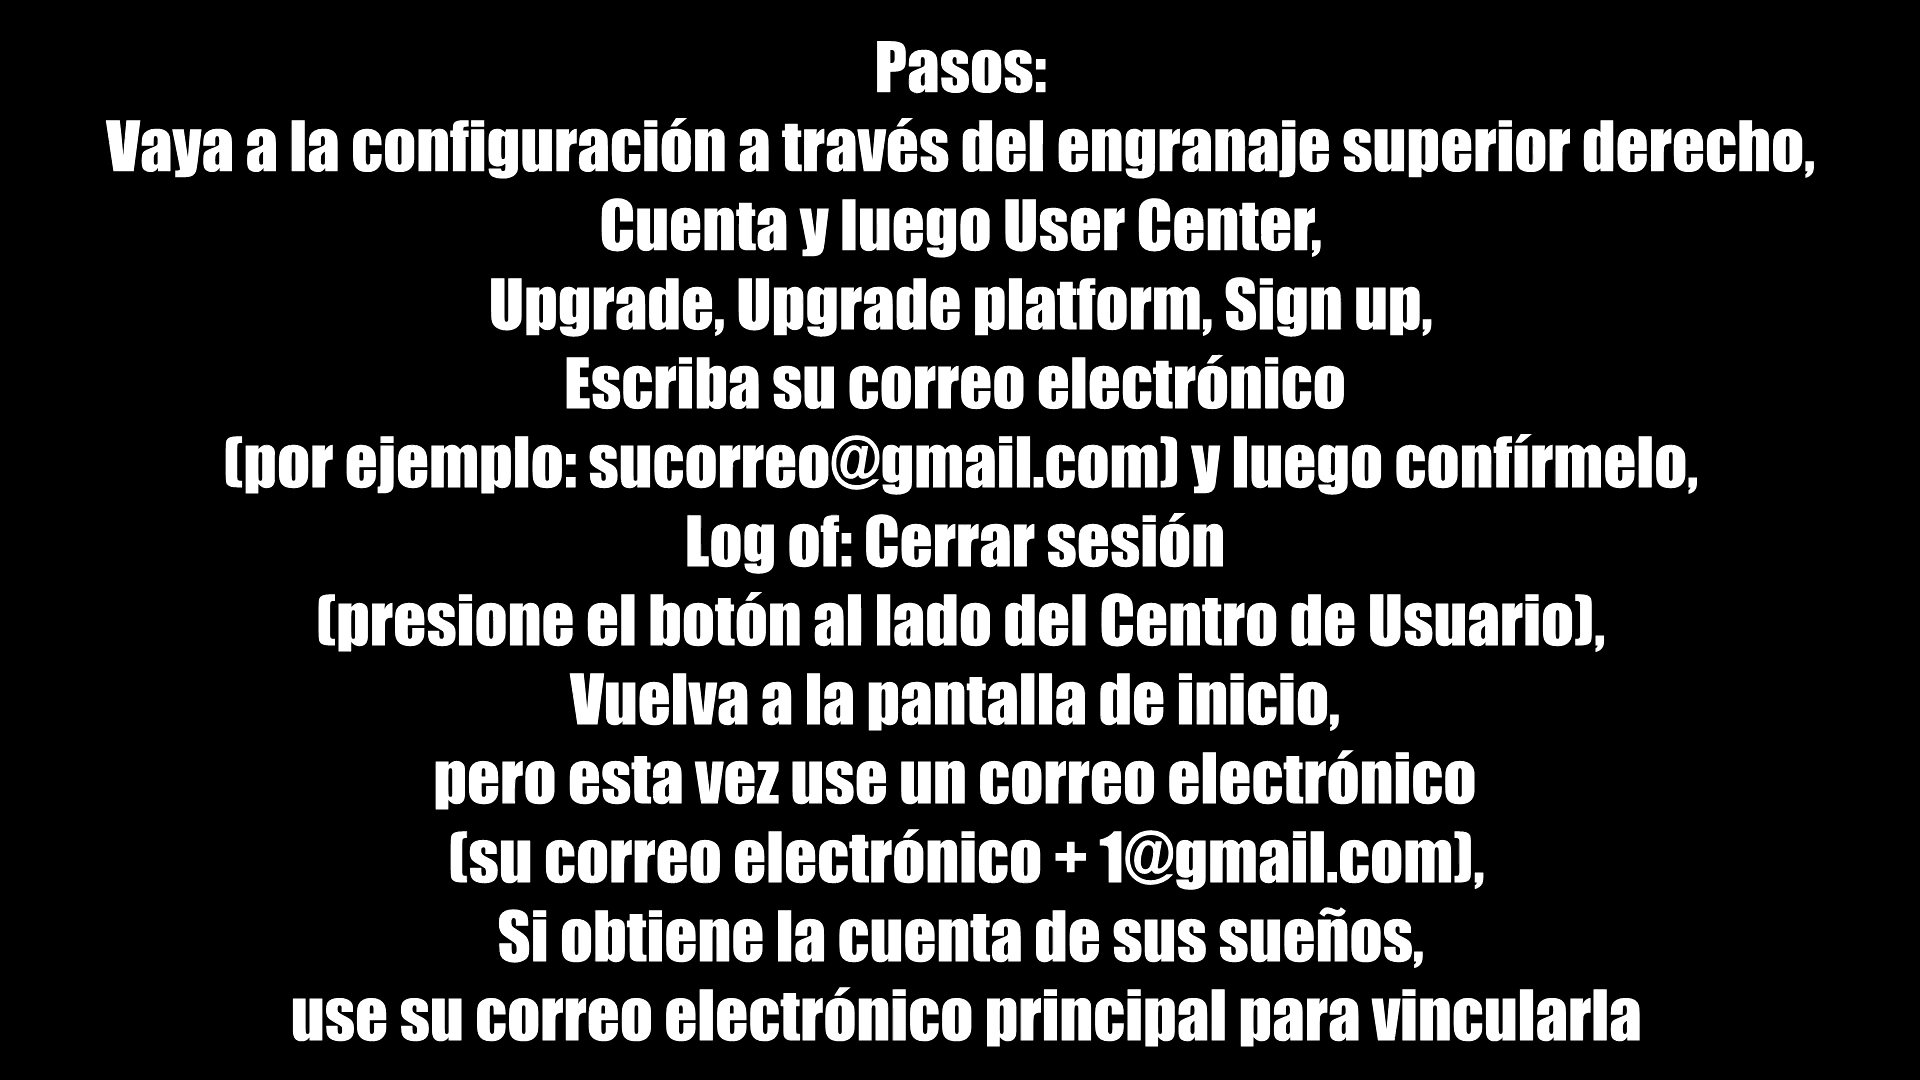 Pasos:
Vaya a la configuración a través del engranaje superior derecho,
Cuenta y luego User Center,
Upgrade, Upgrade platform, Sign up,
Escriba su correo electrónico
(por ejemplo: sucorreo@gmail.com) y luego confírmelo,
Log of: Cerrar sesión
(presione el botón al lado del Centro de Usuario),
Vuelva a la pantalla de inicio,
pero esta vez use un correo electrónico
(su correo electrónico + 1@gmail.com),
Si obtiene la cuenta de sus sueños,
use su correo electrónico principal para vincularla